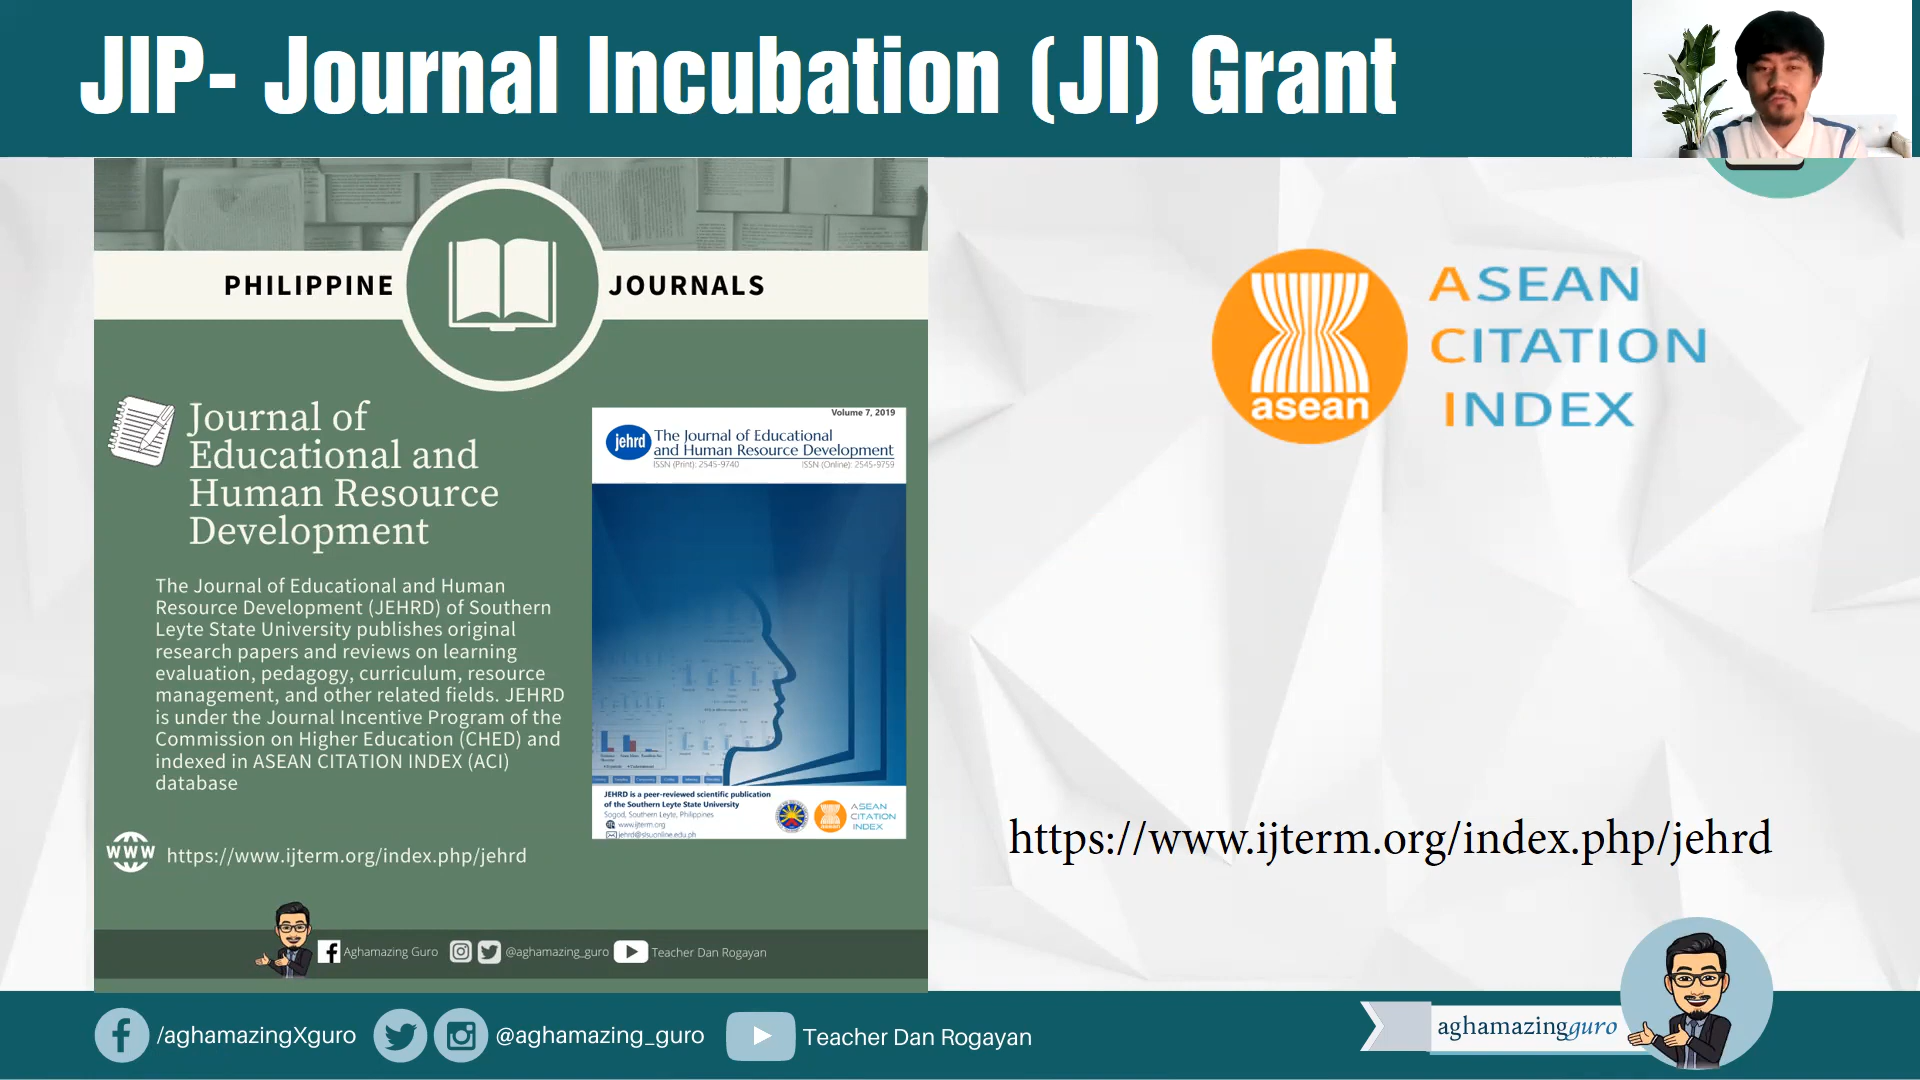 JIP- Journal Incubation (JI) Grant
PHILIPPINE JOURNALS
Journal of
Educational and
Human Resource
Development
The Journal of Educational and Human
Resource Development (JEHRD) of Southern
Leyte State University publishes original
research papers and reviews on learning
evaluation, pedagogy, curriculum, resource
management, and other related fields. JEHRD
is under the Journal Incentive Program of the
Commission on Higher Education (CHED) and
indexed in ASEAN CITATION INDEX (ACI)
database
www https://www.ijterm.org/index.php/jehrd
Volume 7, 2019
jehrd The Journal of Educational
and Human Resource Development
ISSN (Print): 2545-9740 ISSN (Online): 2545-9759
JEHRD is a peer-reviewed scientific publication
of the Southern Leyte State University
Sogod, Southern Leyte, Philippines
www.ijterm.org
ASEAN
CITATION
INDEX
Aghamazing Guro @aghamazing_guro Teacher Dan Rogayan
asean
ASEAN
CITATION
INDEX
https://www.ijterm.org/index.php/jehrd
/aghamazingXguro @aghamazing_guro Teacher Dan Rogayan
aghamazingguro